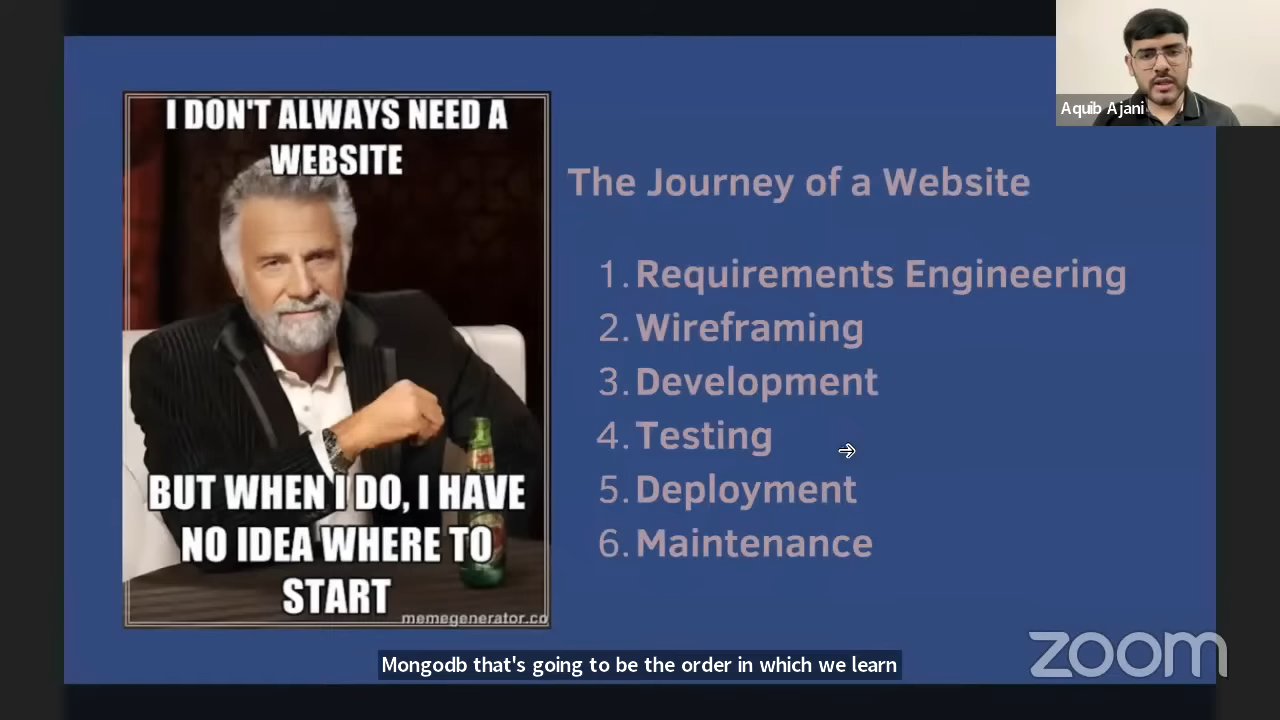 Aquib Ajani
I DON'T ALWAYS NEED A
WEBSITE
BUT WHEN I DO, I HAVE
NO IDEA WHERE TO
START
memegenerator.co
The Journey of a Website
1. Requirements Engineering
2. Wireframing
3. Development
4. Testing
5. Deployment
6. Maintenance
Mongodb that's going to be the order in which we learn
zoom